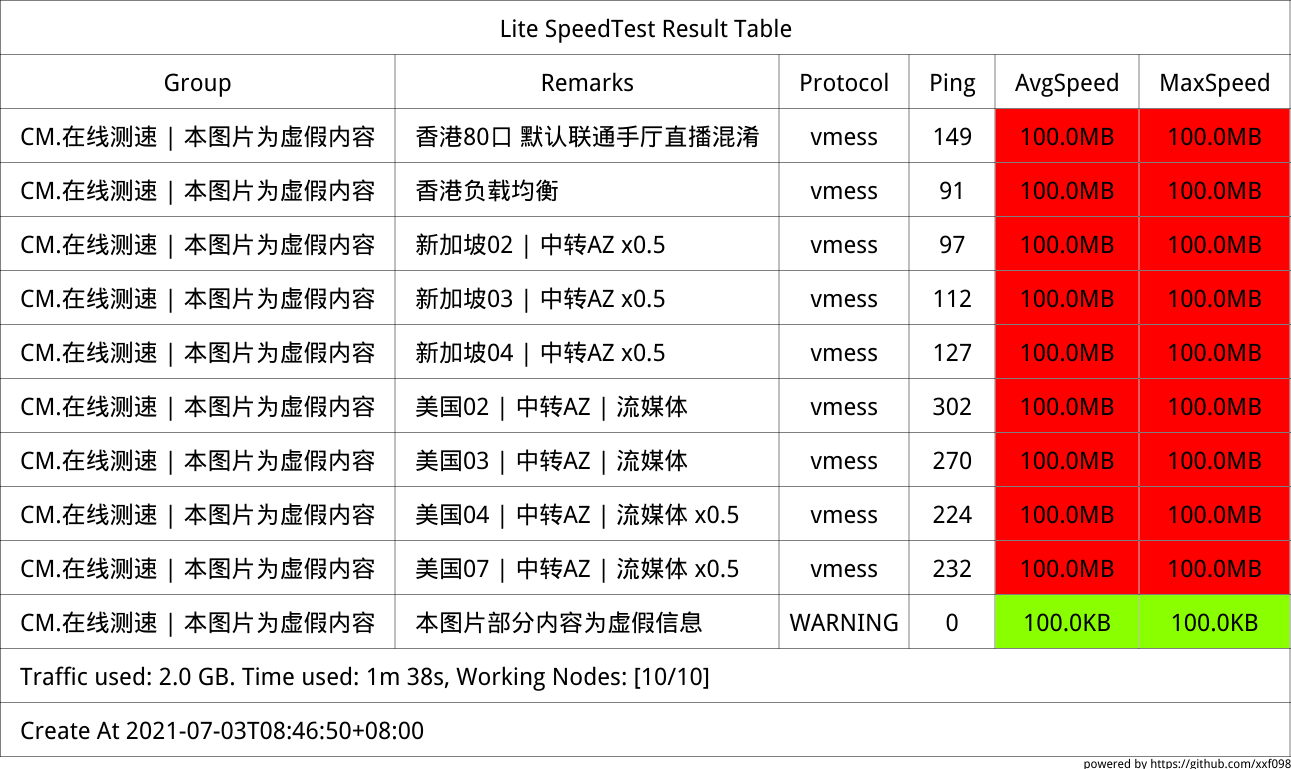 Lite SpeedTest Result Table
Group Remarks Protocol Ping AvgSpeed MaxSpeed
CM.在线测速 | 本图片为虚假内容 香港80口 默认联通手厅直播混淆 vmess 149 100.0MB 100.0MB
CM.在线测速 | 本图片为虚假内容 香港负载均衡 vmess 91 100.0MB 100.0MB
CM.在线测速 | 本图片为虚假内容 新加坡02 | 中转AZ x0.5 vmess 97 100.0MB 100.0MB
CM.在线测速 | 本图片为虚假内容 新加坡03 | 中转AZ x0.5 vmess 112 100.0MB 100.0MB
CM.在线测速 | 本图片为虚假内容 新加坡04 | 中转AZ x0.5 vmess 127 100.0MB 100.0MB
CM.在线测速 | 本图片为虚假内容 美国02 | 中转AZ | 流媒体 vmess 302 100.0MB 100.0MB
CM.在线测速 | 本图片为虚假内容 美国03 | 中转AZ | 流媒体 vmess 270 100.0MB 100.0MB
CM.在线测速 | 本图片为虚假内容 美国04 | 中转AZ | 流媒体 x0.5 vmess 224 100.0MB 100.0MB
CM.在线测速 | 本图片为虚假内容 美国07 | 中转AZ | 流媒体 x0.5 vmess 232 100.0MB 100.0MB
CM.在线测速 | 本图片为虚假内容 本图片部分内容为虚假信息 WARNING 0 100.0KB 100.0KB
Traffic used: 2.0 GB. Time used: 1m 38s, Working Nodes: [10/10]
Create At 2021-07-03T08:46:50+08:00
powered by https://github.com/xxf098